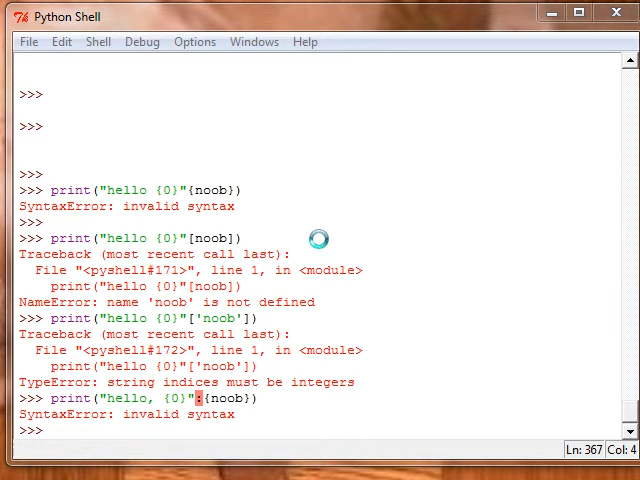 Python Shell
File Edit Shell Debug Options Windows Help
>>>
>>>
>>>
>>> print("hello {0}"{noob})
SyntaxError: invalid syntax
>>>
>>> print("hello {0}"[noob])
Traceback (most recent call last):
  File "<pyshell#171>", line 1, in <module>
    print("hello {0}"[noob])
NameError: name 'noob' is not defined
>>> print("hello {0}"['noob'])
Traceback (most recent call last):
  File "<pyshell#172>", line 1, in <module>
    print("hello {0}"['noob'])
TypeError: string indices must be integers
>>> print("hello, {0}":{noob})
SyntaxError: invalid syntax
>>>
Ln: 367 Col: 4